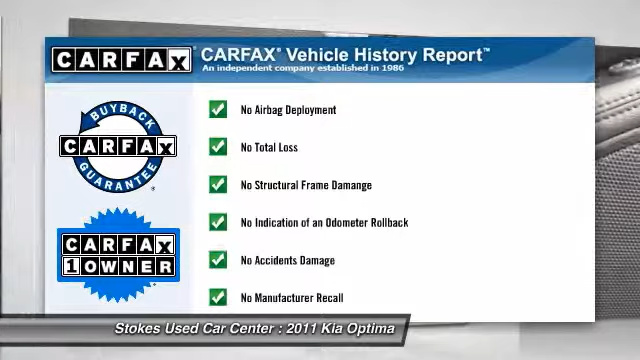 CARFAX CARFAX® Vehicle History Report™
An independent company established in 1986
BUYBACK
CARFAX
GUARANTEE®
CARFAX
1 OWNER
No Airbag Deployment
No Total Loss
No Structural Frame Damange
No Indication of an Odometer Rollback
No Accidents Damage
No Manufacturer Recall
Stokes Used Car Center : 2011 Kia Optima